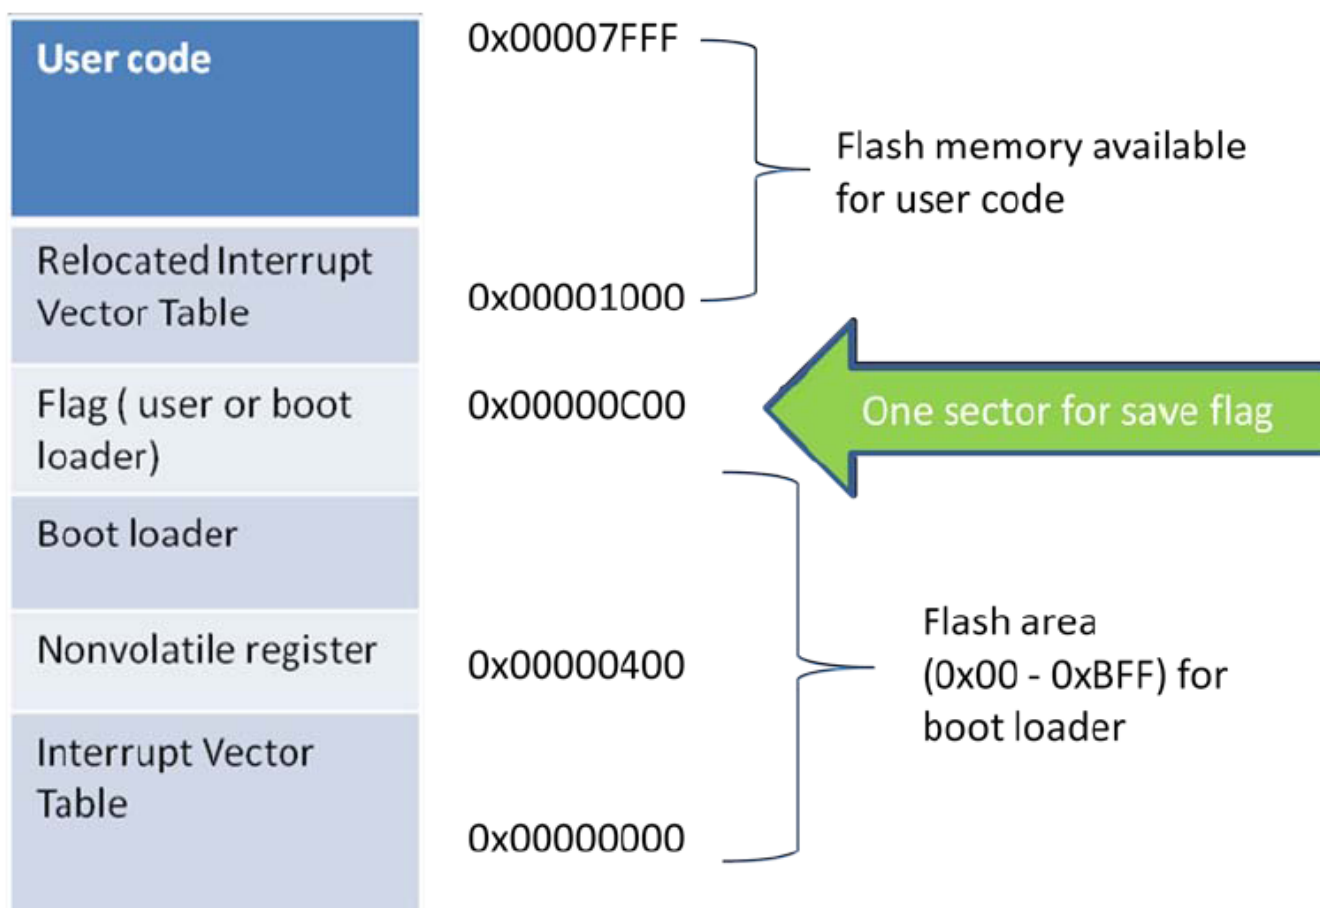 User code
0x00007FFF
Flash memory available
for user code
Relocated Interrupt
Vector Table
0x00001000
Flag ( user or boot
loader)
0x00000C00
One sector for save flag
Boot loader
Nonvolatile register
0x00000400
Flash area
(0x00 - 0xBFF) for
boot loader
Interrupt Vector
Table
0x00000000